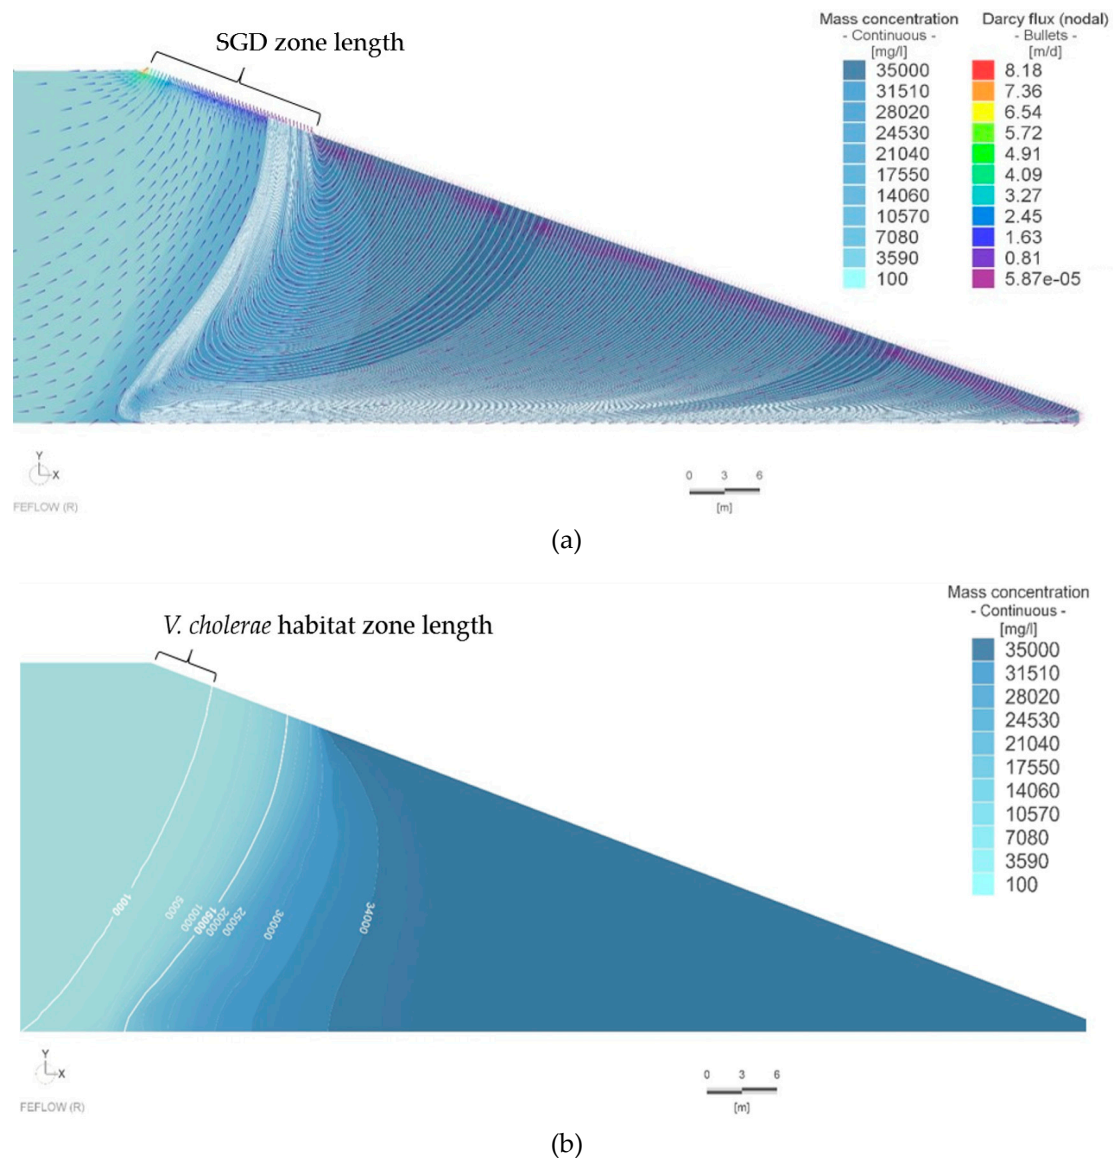 SGD zone length
Mass concentration
- Continuous -
[mg/l]
35000
31510
28020
24530
21040
17550
14060
10570
7080
3590
100
Darcy flux (nodal)
- Bullets -
[m/d]
8.18
7.36
6.54
5.72
4.91
4.09
3.27
2.45
1.63
0.81
5.87e-05
Y
X
FEFLOW (R)
0 3 6
[m]
(a)
V. cholerae habitat zone length
Mass concentration
- Continuous -
[mg/l]
35000
31510
28020
24530
21040
17550
14060
10570
7080
3590
100
1000
5000
10000
15000
20000
25000
30000
34000
Y
X
FEFLOW (R)
0 3 6
[m]
(b)